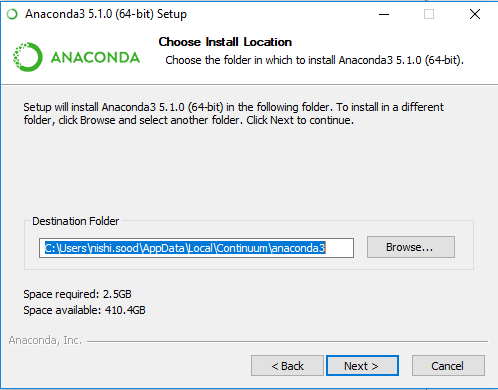 Anaconda3 5.1.0 (64-bit) Setup
ANACONDA
Choose Install Location
Choose the folder in which to install Anaconda3 5.1.0 (64-bit).
Setup will install Anaconda3 5.1.0 (64-bit) in the following folder. To install in a different
folder, click Browse and select another folder. Click Next to continue.
Destination Folder
C:\Users\nishi.sood\AppData\Local\Continuum\anaconda3
Browse...
Space required: 2.5GB
Space available: 410.4GB
Anaconda, Inc.
< Back
Next >
Cancel